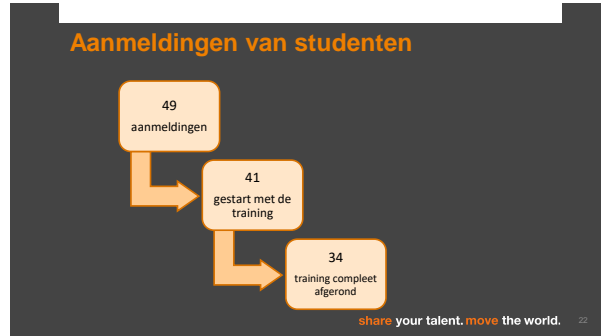 Aanmeldingen van studenten
49
aanmeldingen
41
gestart met de
training
34
training compleet
afgerond
share your talent. move the world.
22